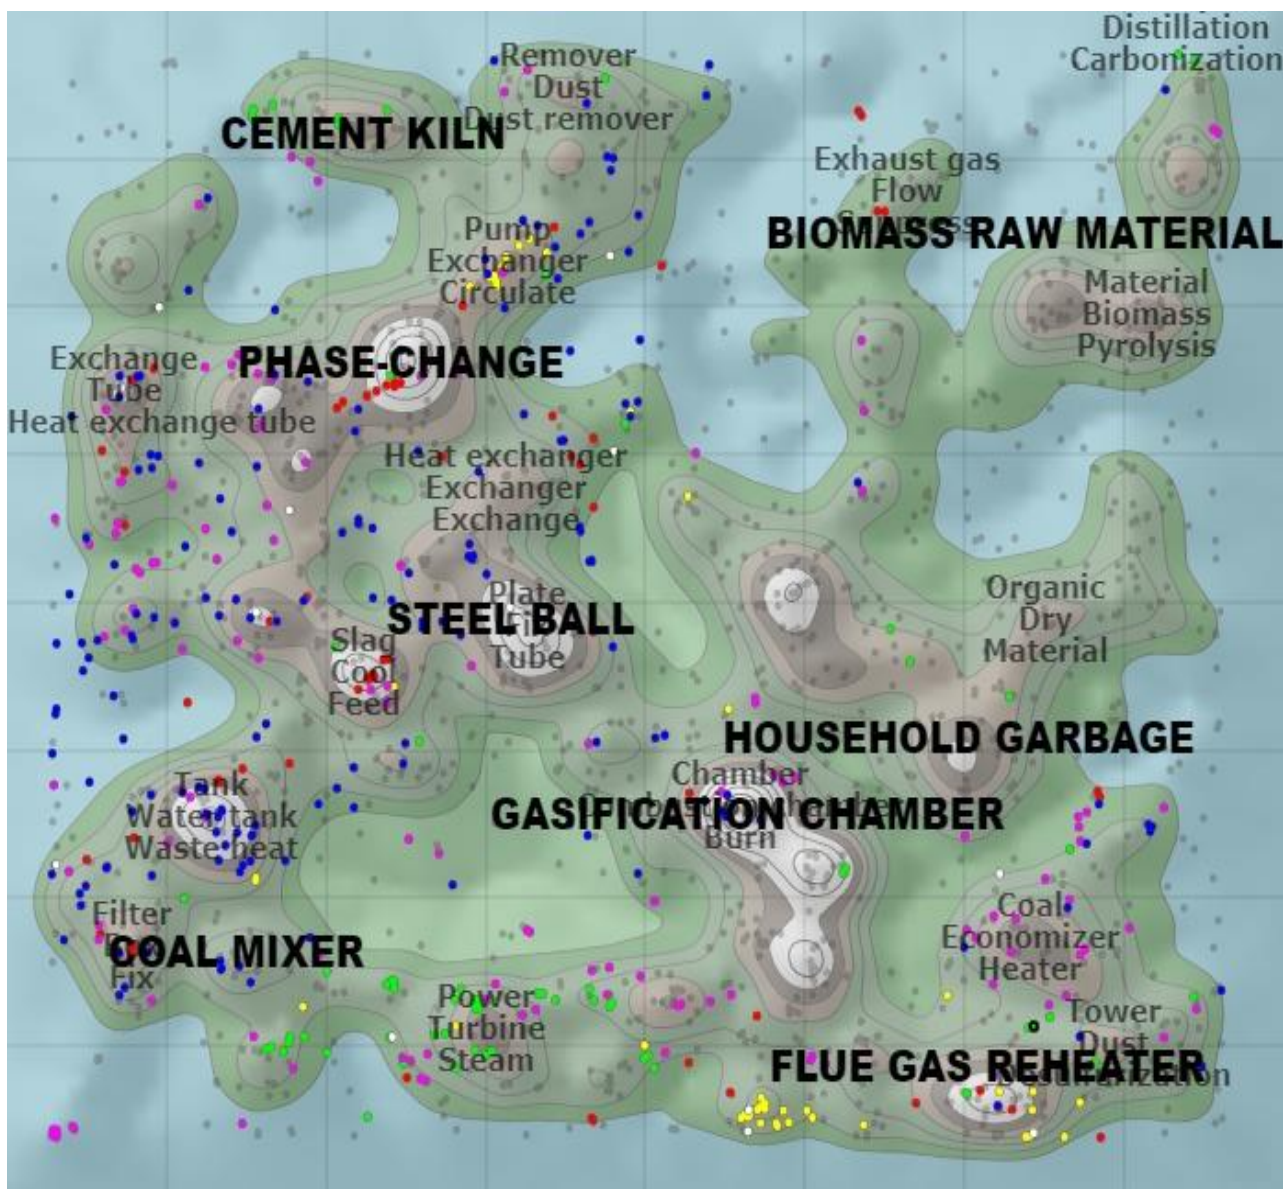 Distillation
Carbonization
Remover
Dust
Dust remover
CEMENT KILN
Exhaust gas
Flow
BIOMASS RAW MATERIAL
Pump
Exchanger
Circulate
Material
Biomass
Pyrolysis
PHASE-CHANGE
Exchange
Tube
Heat exchange tube
Heat exchanger
Exchanger
Exchange
Plate
STEEL BALL
Tube
Organic
Dry
Material
Slag
Cool
Feed
HOUSEHOLD GARBAGE
Chamber
GASIFICATION CHAMBER
Burn
Tank
Water tank
Waste heat
Filter
COAL MIXER
Fix
Coal
Economizer
Heater
Power
Turbine
Steam
Tower
Dust
FLUE GAS REHEATER